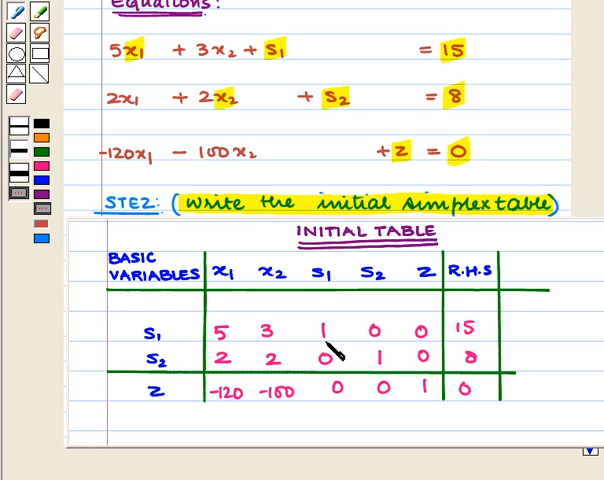 Equations:
5x₁ + 3x₂ + s₁ = 15
2x₁ + 2x₂ + s₂ = 8
-120x₁ - 100x₂ + z = 0
STE2: (write the initial simplex table)
INITIAL TABLE
BASIC VARIABLES x₁ x₂ s₁ s₂ z R.H.S
s₁ 5 3 1 0 0 15
s₂ 2 2 0 1 0 8
z -120 -100 0 0 1 0